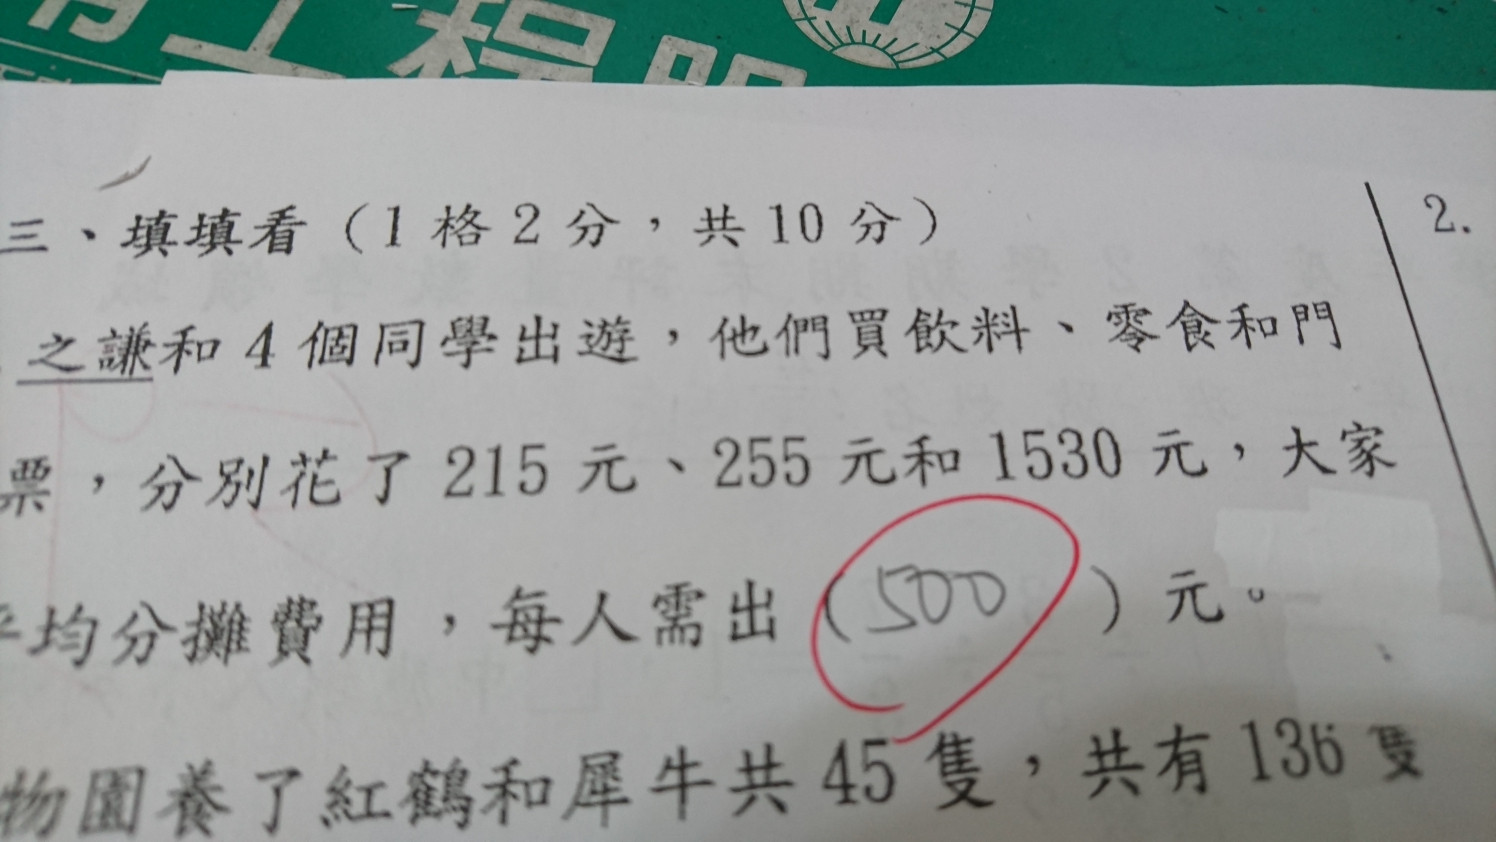 工程
三、填填看（1格2分，共10分）
之謙和4個同學出遊，他們買飲料、零食和門
票，分別花了215元、255元和1530元，大家
平均分攤費用，每人需出（500）元。
物園養了紅鶴和犀牛共45隻，共有136隻
2.